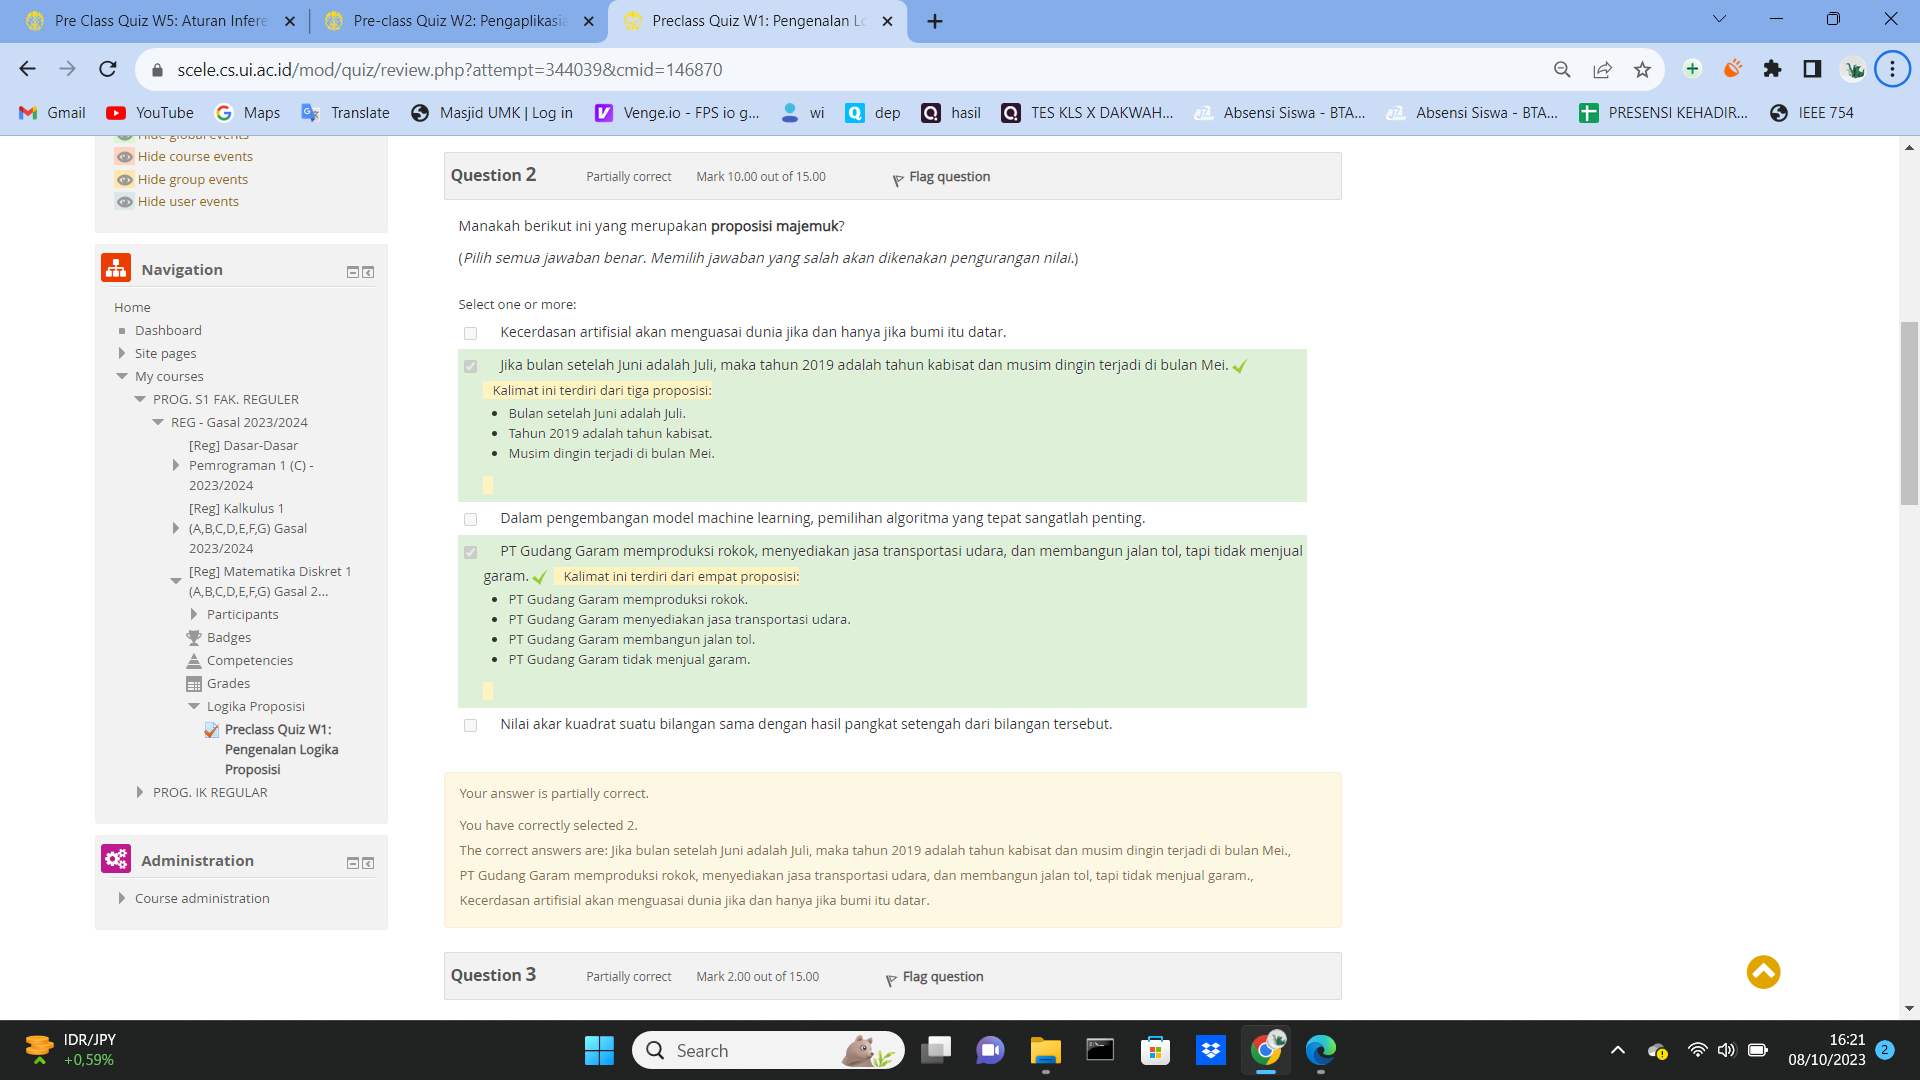 Pre Class Quiz W5: Aturan Infere
Pre-class Quiz W2: Pengaplikasia
Preclass Quiz W1: Pengenalan Lo
scele.cs.ui.ac.id/mod/quiz/review.php?attempt=344039&cmid=146870
Gmail
YouTube
Maps
Translate
Masjid UMK | Log in
Venge.io - FPS io g...
wi
dep
hasil
TES KLS X DAKWAH...
Absensi Siswa - BTA...
Absensi Siswa - BTA...
PRESENSI KEHADIR...
IEEE 754
Hide global events
Hide course events
Hide group events
Hide user events
Navigation
Home
Dashboard
Site pages
My courses
PROG. S1 FAK. REGULER
REG - Gasal 2023/2024
[Reg] Dasar-Dasar
Pemrograman 1 (C) -
2023/2024
[Reg] Kalkulus 1
(A,B,C,D,E,F,G) Gasal
2023/2024
[Reg] Matematika Diskret 1
(A,B,C,D,E,F,G) Gasal 2...
Participants
Badges
Competencies
Grades
Logika Proposisi
Preclass Quiz W1:
Pengenalan Logika
Proposisi
PROG. IK REGULAR
Administration
Course administration
Question 2 Partially correct Mark 10.00 out of 15.00 Flag question
Manakah berikut ini yang merupakan proposisi majemuk?
(Pilih semua jawaban benar. Memilih jawaban yang salah akan dikenakan pengurangan nilai.)
Select one or more:
Kecerdasan artifisial akan menguasai dunia jika dan hanya jika bumi itu datar.
Jika bulan setelah Juni adalah Juli, maka tahun 2019 adalah tahun kabisat dan musim dingin terjadi di bulan Mei.
Kalimat ini terdiri dari tiga proposisi:
• Bulan setelah Juni adalah Juli.
• Tahun 2019 adalah tahun kabisat.
• Musim dingin terjadi di bulan Mei.
Dalam pengembangan model machine learning, pemilihan algoritma yang tepat sangatlah penting.
PT Gudang Garam memproduksi rokok, menyediakan jasa transportasi udara, dan membangun jalan tol, tapi tidak menjual
garam. Kalimat ini terdiri dari empat proposisi:
• PT Gudang Garam memproduksi rokok.
• PT Gudang Garam menyediakan jasa transportasi udara.
• PT Gudang Garam membangun jalan tol.
• PT Gudang Garam tidak menjual garam.
Nilai akar kuadrat suatu bilangan sama dengan hasil pangkat setengah dari bilangan tersebut.
Your answer is partially correct.
You have correctly selected 2.
The correct answers are: Jika bulan setelah Juni adalah Juli, maka tahun 2019 adalah tahun kabisat dan musim dingin terjadi di bulan Mei.,
PT Gudang Garam memproduksi rokok, menyediakan jasa transportasi udara, dan membangun jalan tol, tapi tidak menjual garam.,
Kecerdasan artifisial akan menguasai dunia jika dan hanya jika bumi itu datar.
Question 3 Partially correct Mark 2.00 out of 15.00 Flag question
IDR/JPY
+0,59%
Search
16:21
08/10/2023
2